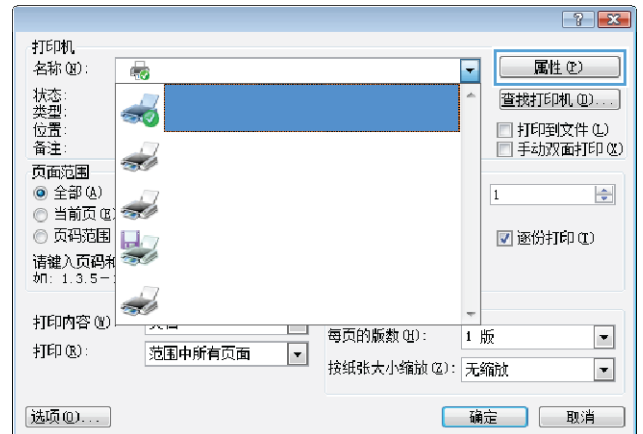 打印机
名称(N):
属性(P)
状态:
类型:
位置:
备注:
查找打印机(D)...
打印到文件(L)
手动双面打印(X)
页面范围
全部(A)
当前页(E
页码范围
1
逐份打印(T)
请键入页码和
如: 1.3.5-
打印内容(W)
每页的版数(H):
1 版
打印(R):
范围中所有页面
按纸张大小缩放(Z):
无缩放
选项(O)...
确定
取消